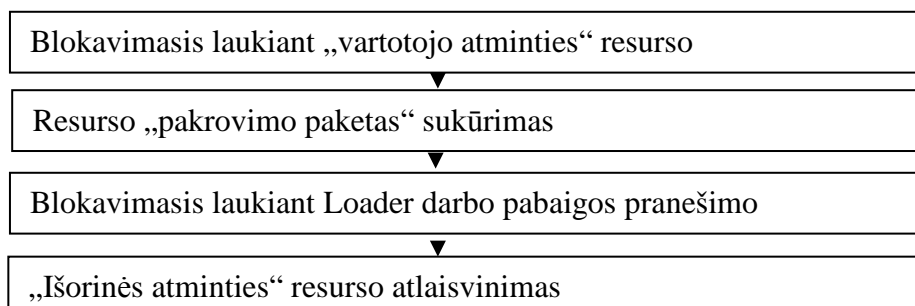 Blokavimasis laukiant „vartotojo atminties“ resurso
Resurso „pakrovimo paketas“ sukūrimas
Blokavimasis laukiant Loader darbo pabaigos pranešimo
„Išorinės atminties“ resurso atlaisvinimas